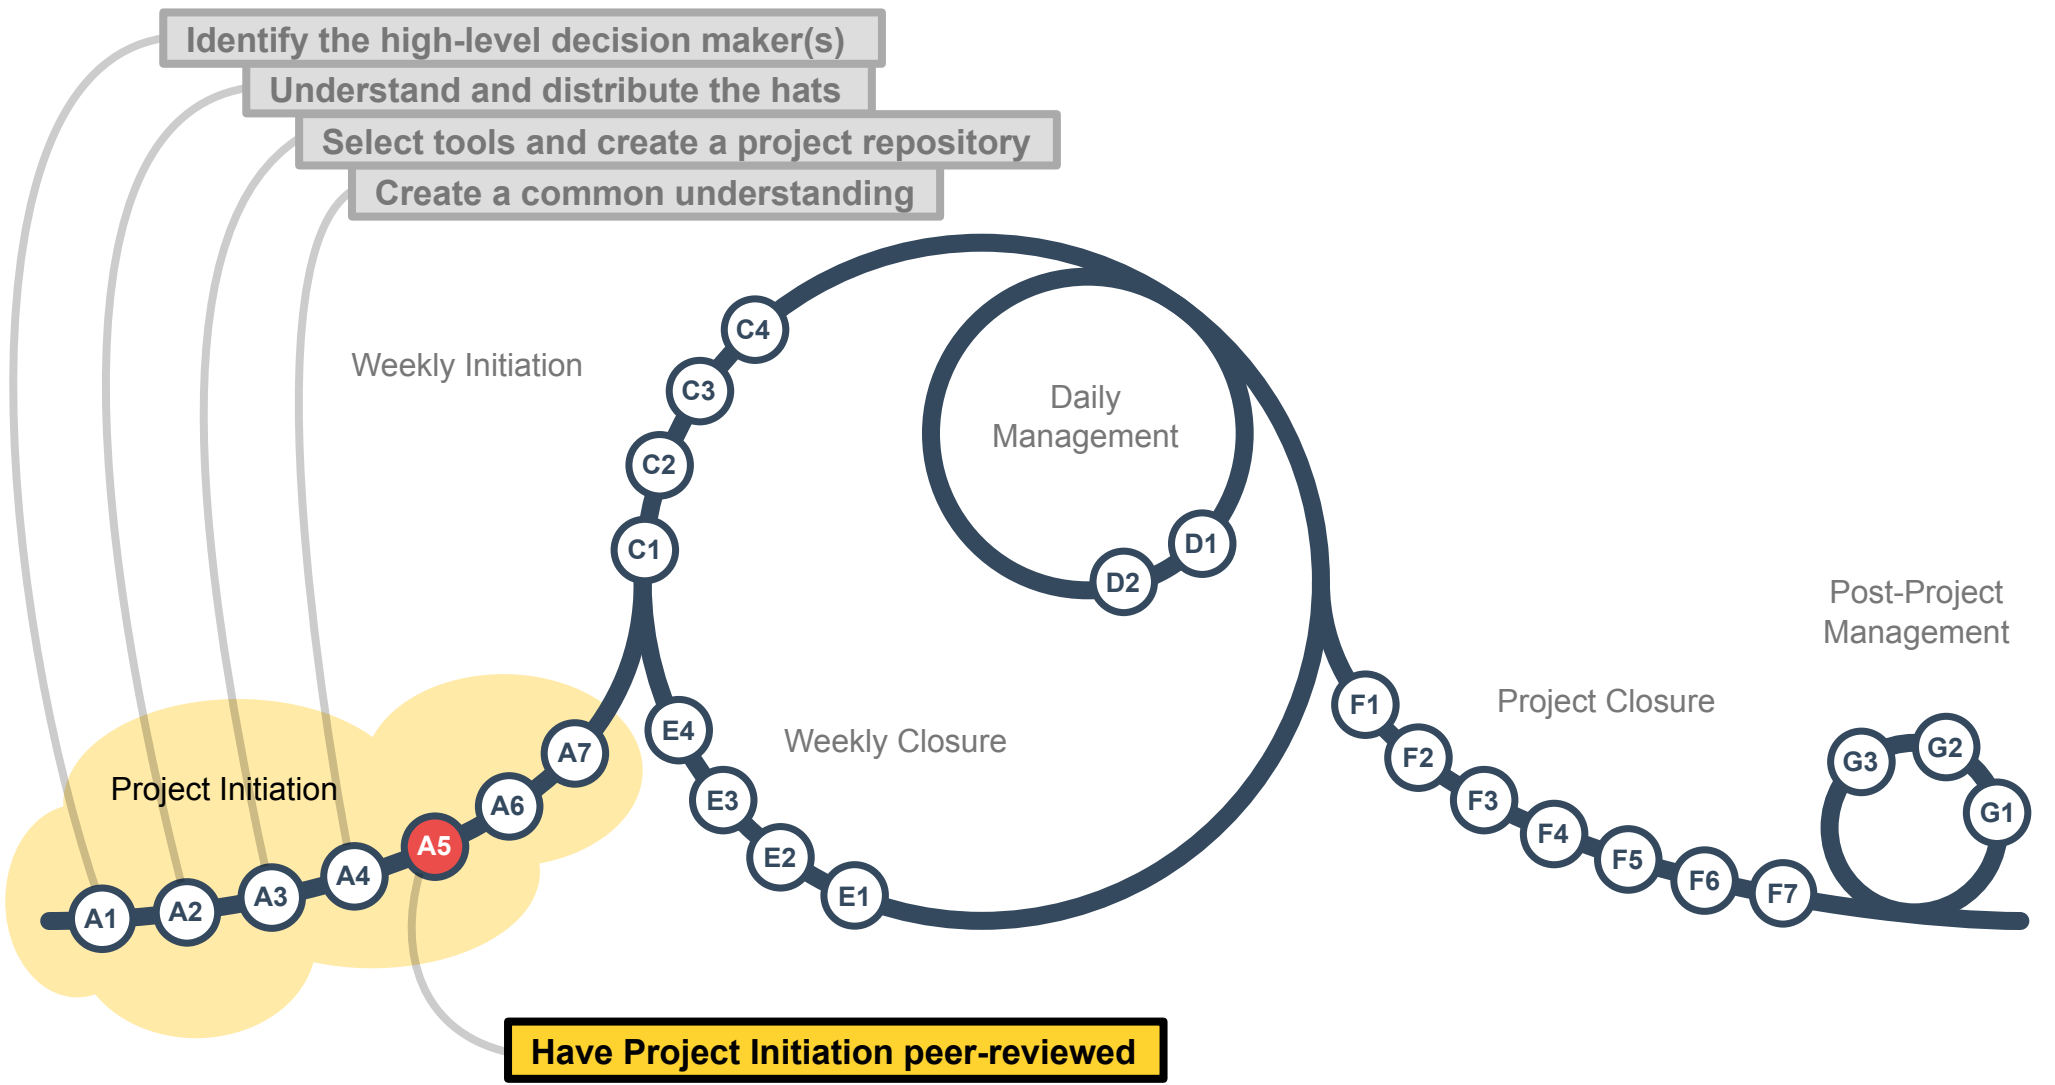 Identify the high-level decision maker(s)
Understand and distribute the hats
Select tools and create a project repository
Create a common understanding
Weekly Initiation
C4
C3
C2
C1
Daily
Management
D1
D2
Post-Project
Management
Project Closure
Weekly Closure
Project Initiation
A1
A2
A3
A4
A5
A6
A7
E4
E3
E2
E1
F1
F2
F3
F4
F5
F6
F7
G3
G2
G1
Have Project Initiation peer-reviewed